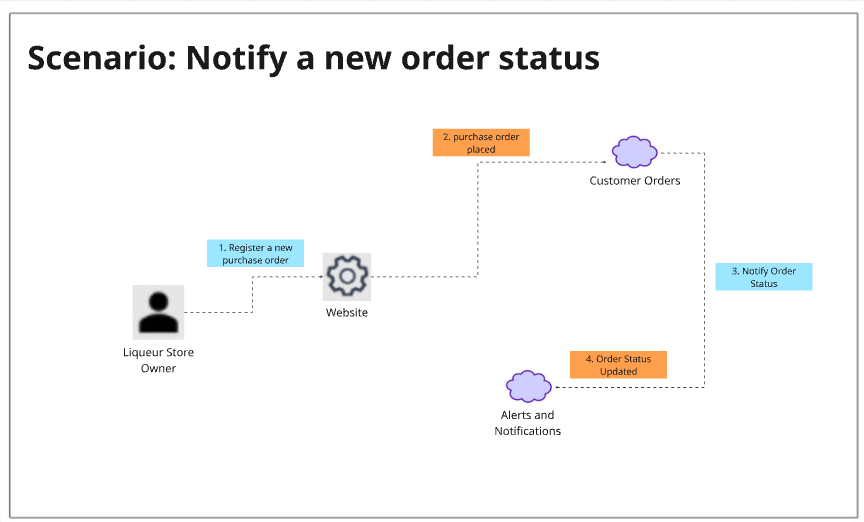 Scenario: Notify a new order status
2. purchase order
placed
Customer Orders
1. Register a new
purchase order
3. Notify Order
Status
Website
Liqueur Store
Owner
4. Order Status
Updated
Alerts and
Notifications